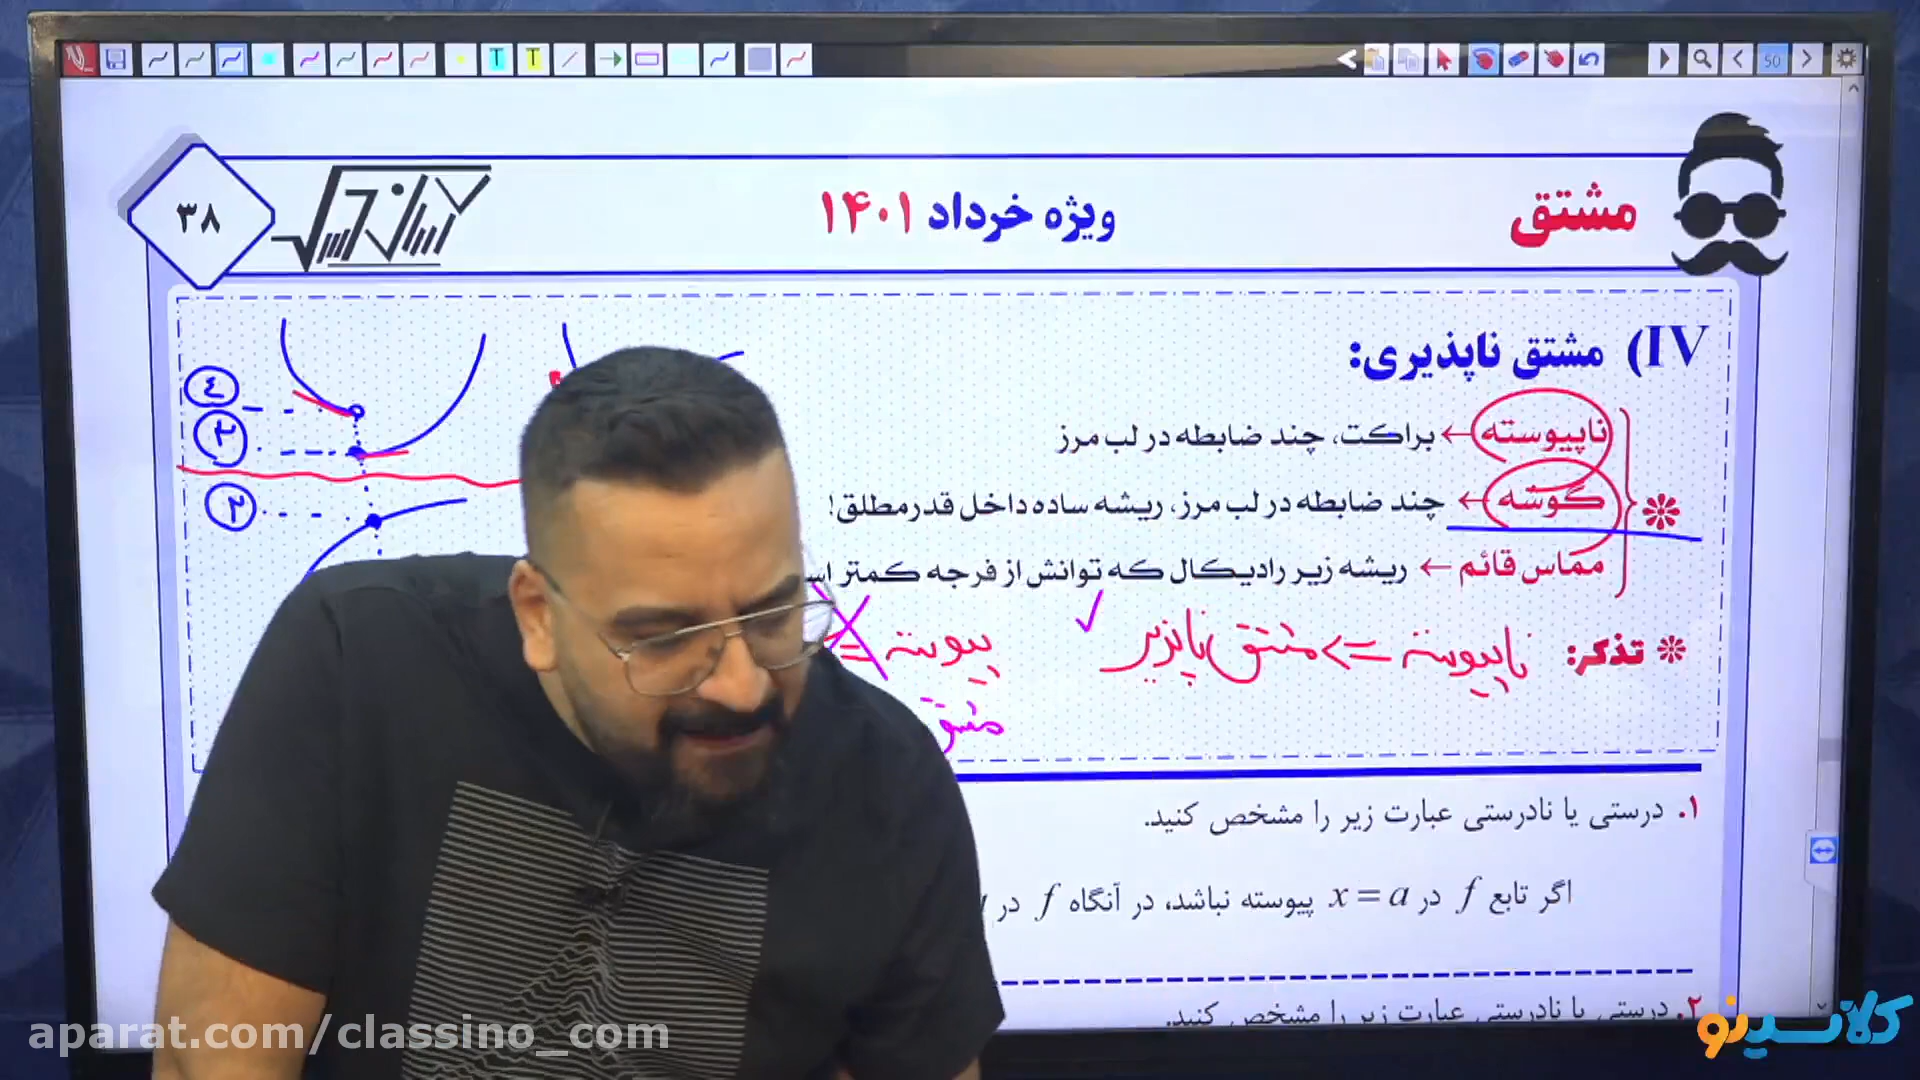 50
مشتق
ویژه خرداد ۱۴۰۱
۳۸
IV) مشتق ناپذیری:
ناپیوسته ← براکت، چند ضابطه در لب مرز
گوشه ← چند ضابطه در لب مرز، ریشه ساده داخل قدرمطلق!
مماس قائم ← ریشه زیر رادیکال که توانش از فرجه کمتر
تذکر: ناپیوسته => مشتق ناپذیر
پیوسته =
مشتق
۱. درستی یا نادرستی عبارت زیر را مشخص کنید.
اگر تابع f در x = a پیوسته نباشد، در آنگاه f در
۲. درستی یا نادرستی عبارت زیر را مشخص کنید.
aparat.com/classino_com
کلاسینو